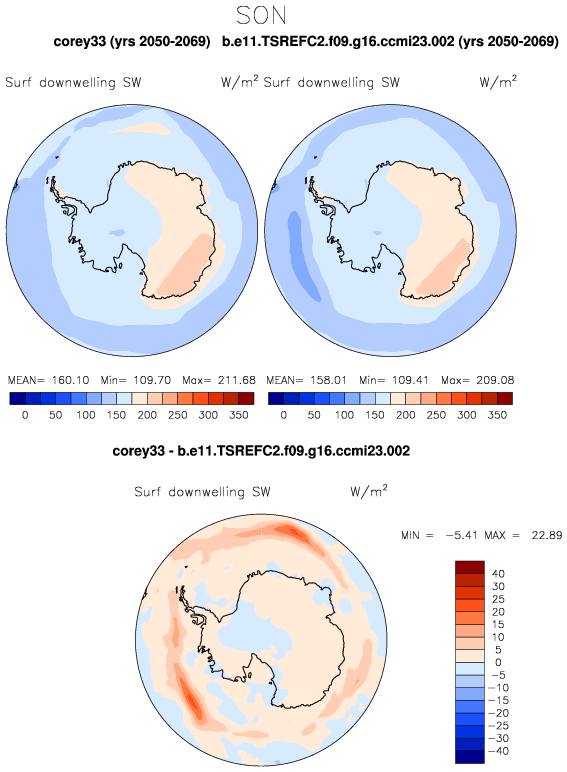 SON
corey33 (yrs 2050-2069) b.e11.TSREFC2.f09.g16.ccmi23.002 (yrs 2050-2069)
Surf downwelling SW W/m² Surf downwelling SW W/m²
MEAN= 160.10 Min= 109.70 Max= 211.68 MEAN= 158.01 Min= 109.41 Max= 209.08
0 50 100 150 200 250 300 350 0 50 100 150 200 250 300 350
corey33 - b.e11.TSREFC2.f09.g16.ccmi23.002
Surf downwelling SW W/m²
MIN = -5.41 MAX = 22.89
40
30
25
20
15
10
5
0
-5
-10
-15
-20
-25
-30
-40